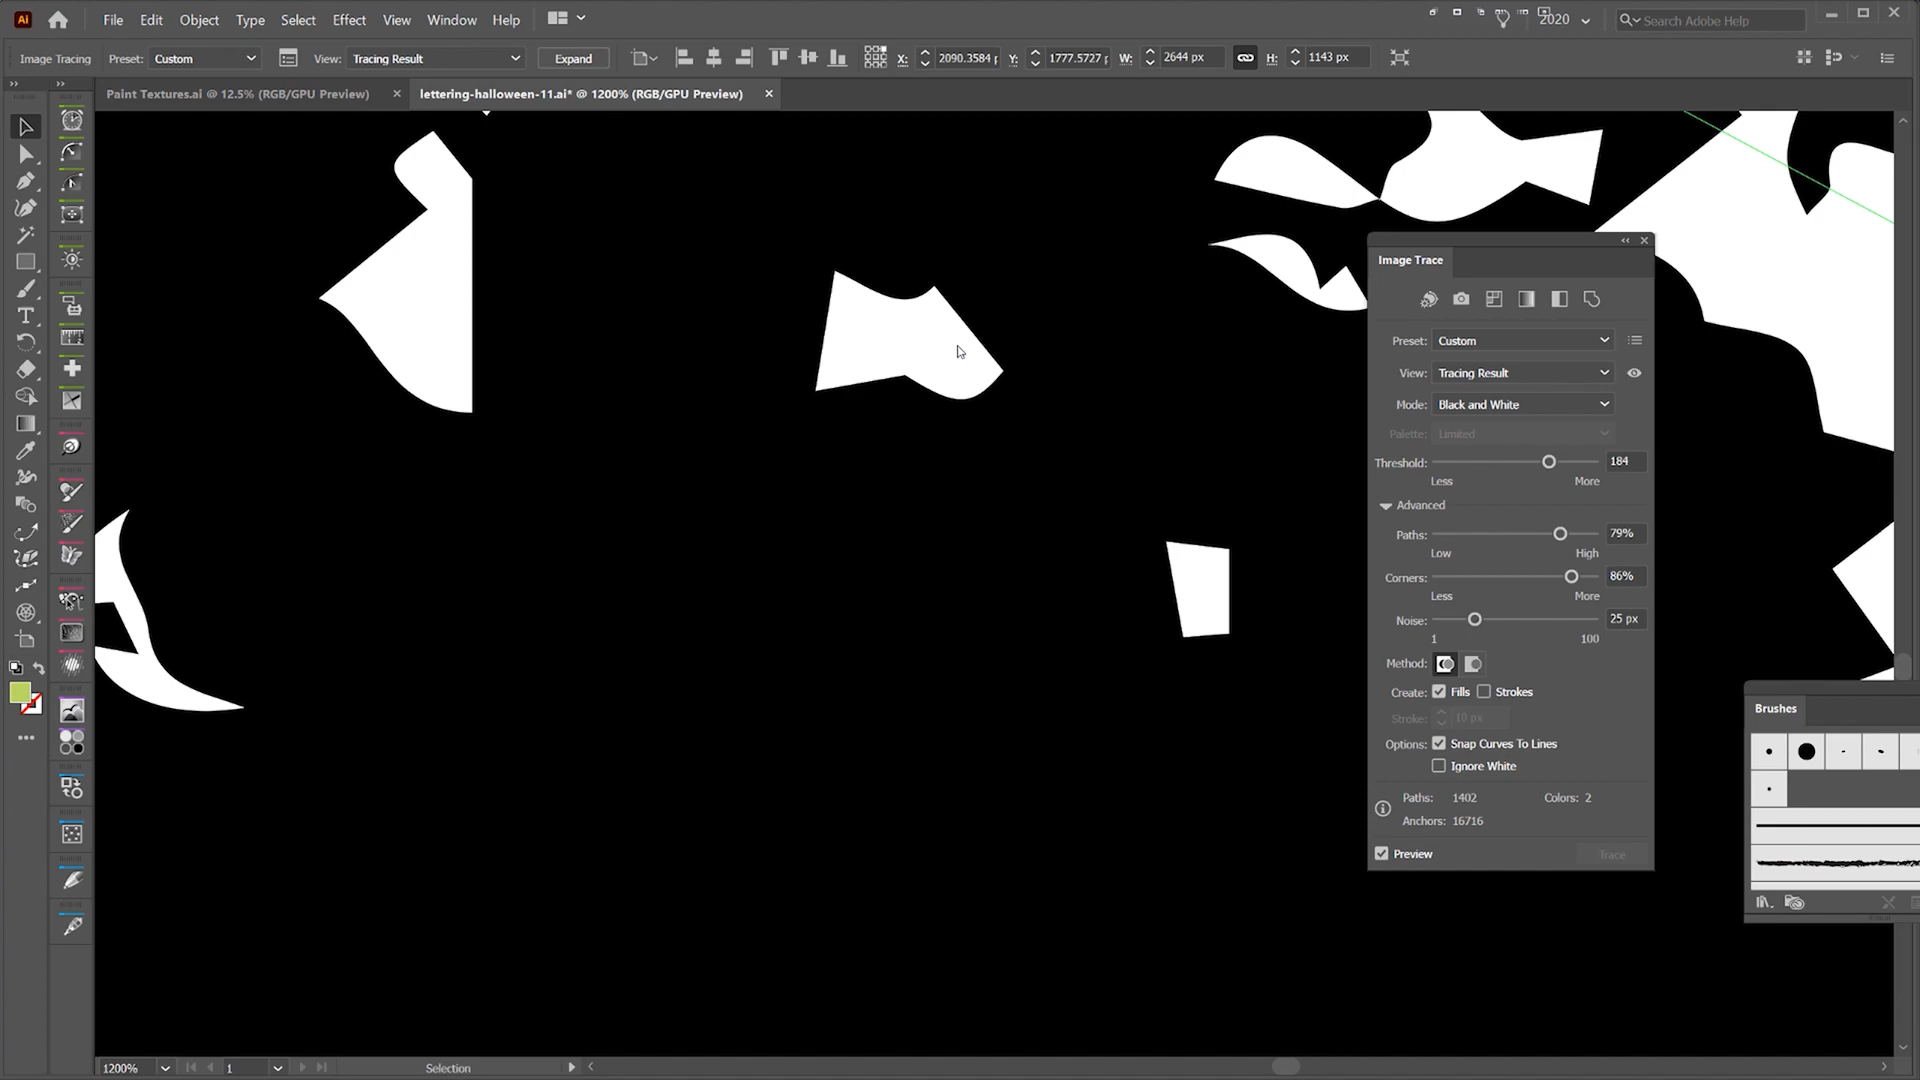 Ai File Edit Object Type Select Effect View Window Help 2020 Search Adobe Help
Image Tracing Preset: Custom View: Tracing Result Expand X: 2090.3584 Y: 1777.5727 W: 2644 px H: 1143 px
Paint Textures.ai @ 12.5% (RGB/GPU Preview) lettering-halloween-11.ai* @ 1200% (RGB/GPU Preview)
Image Trace
Preset: Custom
View: Tracing Result
Mode: Black and White
Palette: Limited
Threshold: 184
Less More
Advanced
Paths: 79%
Low High
Corners: 86%
Less More
Noise: 25 px
1 100
Method:
Create: Fills Strokes
Stroke: 10 px
Options: Snap Curves To Lines
Ignore White
Paths: 1402 Colors: 2
Anchors: 16716
Preview Trace
Brushes
1200% 1 Selection